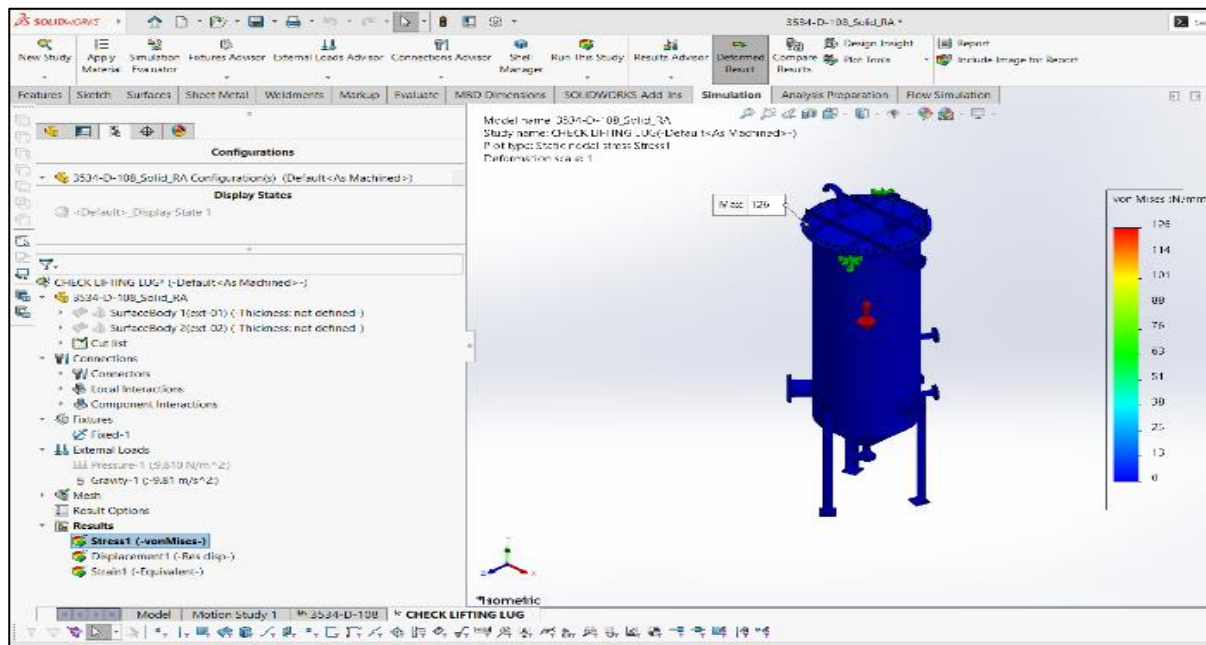 SOLIDWORKS
3534-D-108_Solid_RA *
New Study
Apply Material
Simulation Evaluator
Fixtures Advisor
External Loads Advisor
Connections Advisor
Shell Manager
Run This Study
Results Advisor
Deformed Result
Compare Results
Design Insight
Plot Tools
Report
Include Image for Report
Features Sketch Surfaces Sheet Metal Weldments Markup Evaluate MBD Dimensions SOLIDWORKS Add Ins Simulation Analysis Preparation Flow Simulation
Configurations
3534-D-108_Solid_RA Configuration(s) (Default<As Machined>)
Display States
<Default>_Display State 1
CHECK LIFTING LUG* (-Default<As Machined>-)
3534-D-108_Solid_RA
SurfaceBody 1(ext-01) (-Thickness: not defined-)
SurfaceBody 2(ext-02) (-Thickness: not defined-)
Cut list
Connections
Connectors
Local Interactions
Component Interactions
Fixtures
Fixed-1
External Loads
Pressure-1
Gravity-1 (:-9.81 m/s^2:)
Mesh
Result Options
Results
Stress1 (-vonMises-)
Displacement1 (-Res disp-)
Strain1 (-Equivalent-)
Model name: 3534-D-108_Solid_RA
Study name: CHECK LIFTING LUG(-Default<As Machined>-)
Plot type: Static nodal stress Stress1
Deformation scale: 1
Max: 126
von Mises (N/mm
126
114
101
88
76
63
51
38
25
13
0
*Isometric
Model Motion Study 1 3534-D-108 CHECK LIFTING LUG